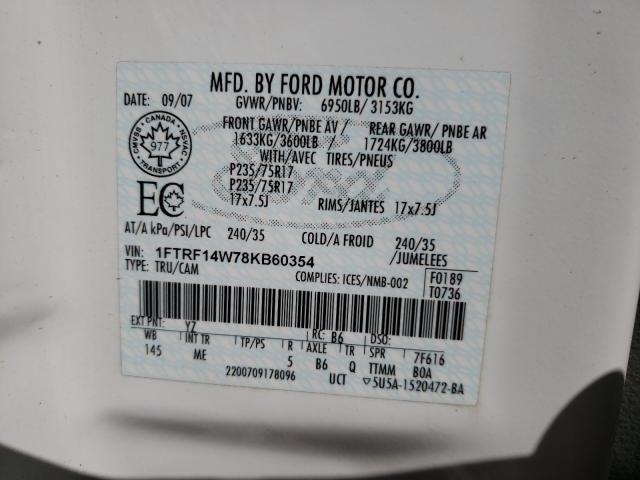 MFD. BY FORD MOTOR CO.
DATE: 09/07 GVWR/PNBV: 6950LB/ 3153KG
FRONT GAWR/PNBE AV REAR GAWR/ PNBE AR
1633KG/3600LB 1724KG/3800LB
WITH/AVEC TIRES/PNEUS
P235/75R17
P235/75R17
17x7.5J RIMS/JANTES 17x7.5J
CANADA
CMVSS NSVAC
977
TRANSPORT
EC
AT/A kPa/PSI/LPC 240/35 COLD/A FROID 240/35
/JUMELEES
VIN: 1FTRF14W78KB60354
TYPE: TRU/CAM COMPLIES: ICES/NMB-002
F0189
T0736
EXT PNT: YZ RC: B6 DSO:
WB INT TR TP/PS R AXLE TR SPR 7F616
145 ME 5 B6 Q TTMM BOA
2200709178096 UCT ▽5U5A-1520472-BA